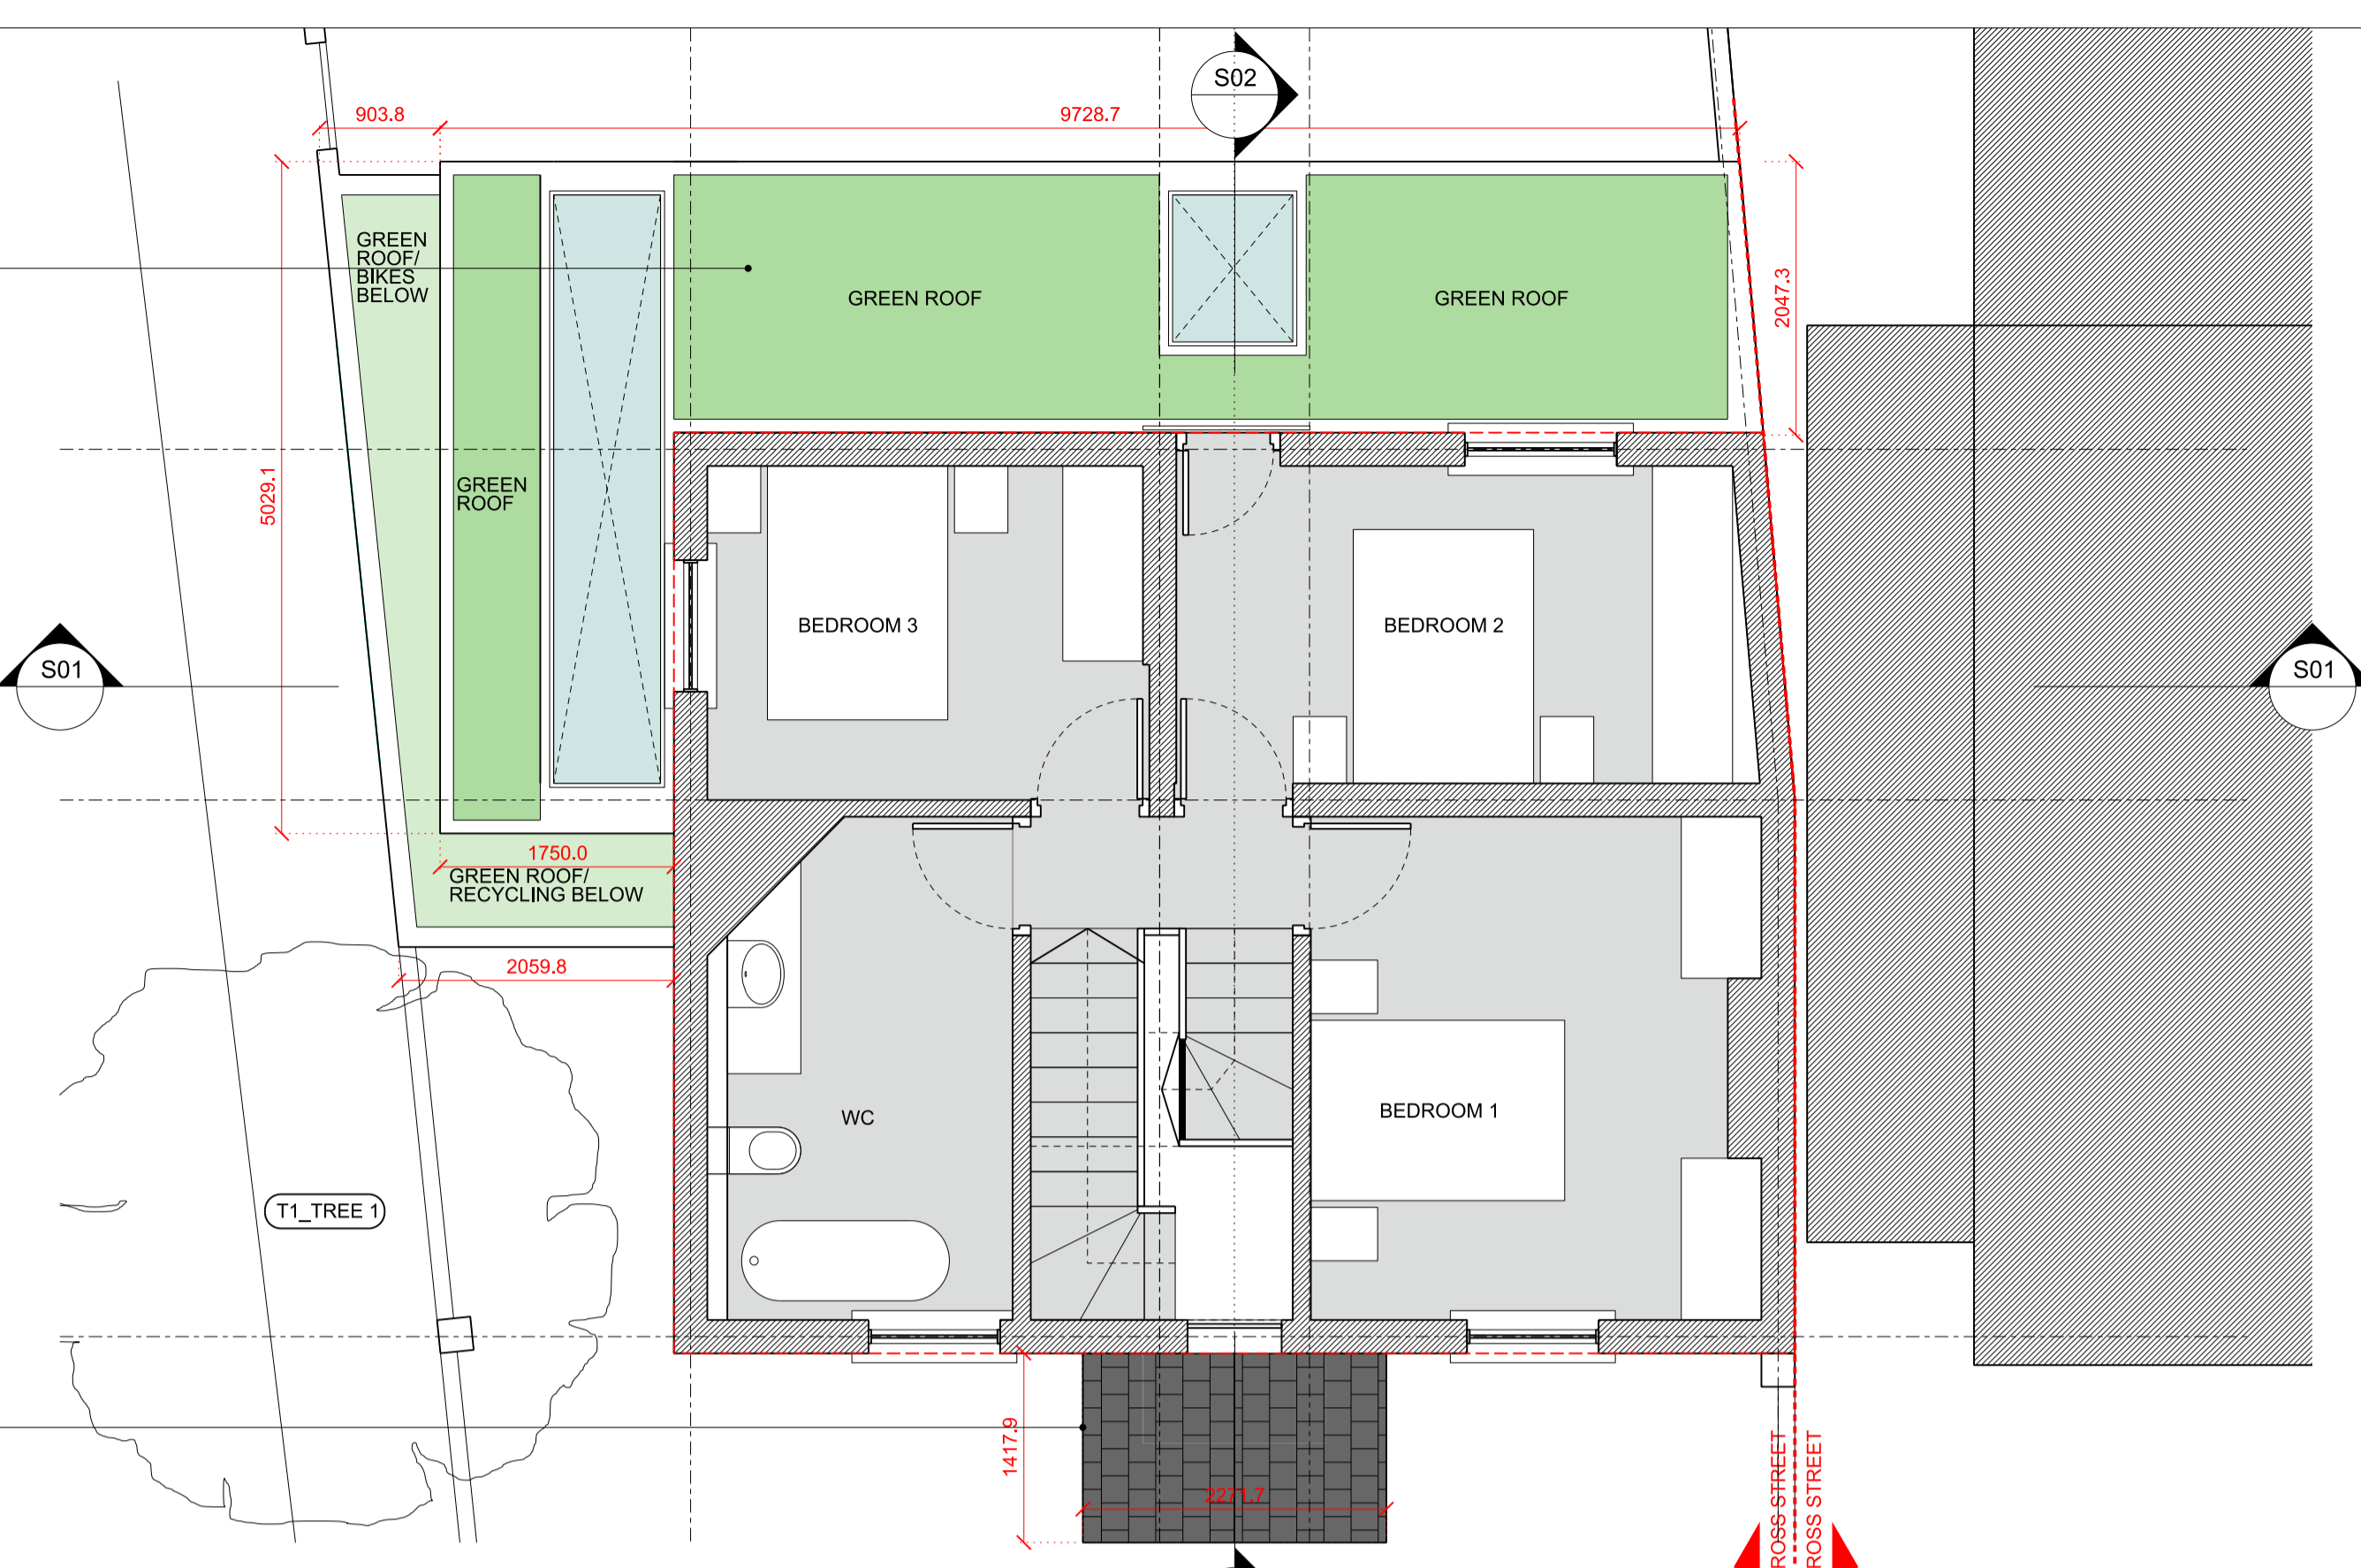 S02
903.8
9728.7
GREEN
ROOF/
BIKES
BELOW
GREEN ROOF
GREEN ROOF
2047.3
5029.1
GREEN
ROOF
BEDROOM 3
BEDROOM 2
S01
S01
1750.0
GREEN ROOF/
RECYCLING BELOW
2059.8
WC
BEDROOM 1
T1_TREE 1
1417.9
2271.7
ROSS STREET
ROSS STREET